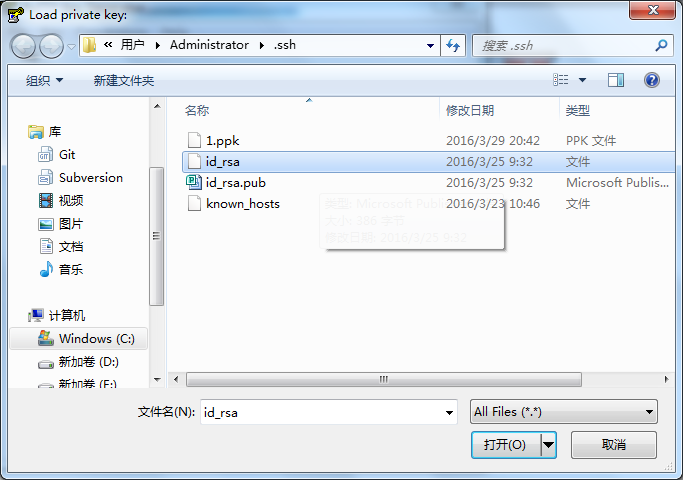 Load private key:
« 用户 Administrator .ssh
搜索 .ssh
组织 新建文件夹
名称 修改日期 类型
库
Git
Subversion
视频
图片
文档
音乐
计算机
Windows (C:)
新加卷 (D:)
新加卷 (E:)
1.ppk 2016/3/29 20:42 PPK 文件
id_rsa 2016/3/25 9:32 文件
id_rsa.pub 2016/3/25 9:32 Microsoft Publis...
known_hosts 2016/3/23 10:46 文件
类型: Microsoft Publis
大小: 386 字节
修改日期: 2016/3/25 9:32
文件名(N): id_rsa All Files (*.*)
打开(O) 取消